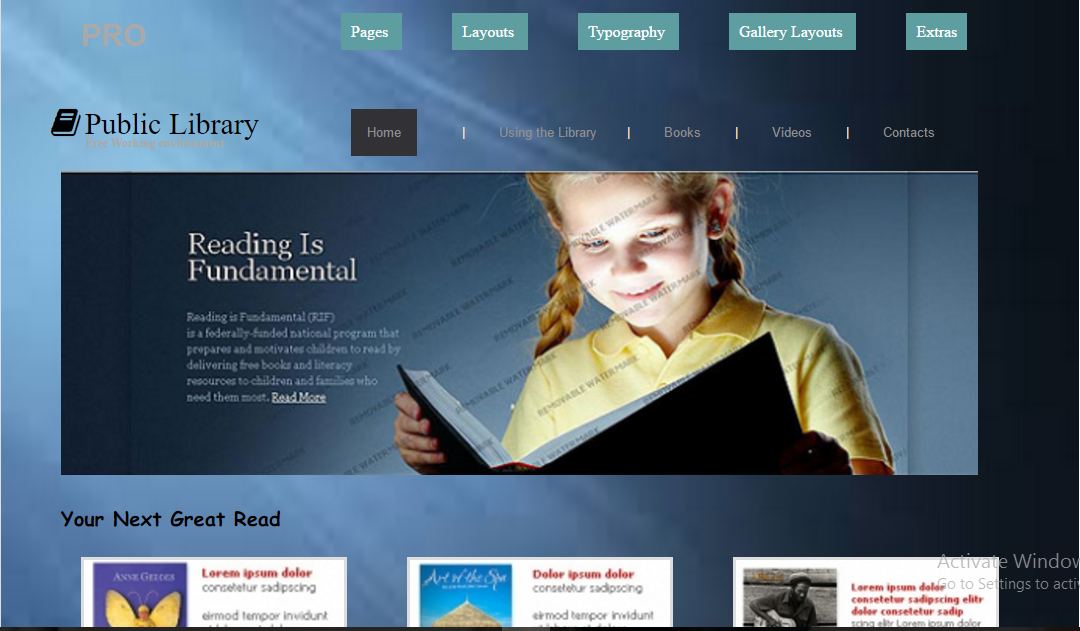 PRO
Pages
Layouts
Typography
Gallery Layouts
Extras
Public Library
Free Working environment
Home | Using the Library | Books | Videos | Contacts
Reading Is
Fundamental
Reading is Fundamental (RIF)
is a federally-funded national program that
prepares and motivates children to read by
delivering free books and literacy
resources to children and families who
need them most. Read More
REMOVABLE WATERMARK
Your Next Great Read
ANNE GEDDES
Lorem ipsum dolor
consetetur sadipscing
eirmod tempor invidunt
Art of the Spa
Dolor ipsum dolor
consetetur sadipscing
eirmod tempor invidunt
Lorem ipsum dolor
consetetur sadipscing elitr
dolor consetetur sadip
scing elitr Lorem ipsum dolor
Activate Window
Go to Settings to activ